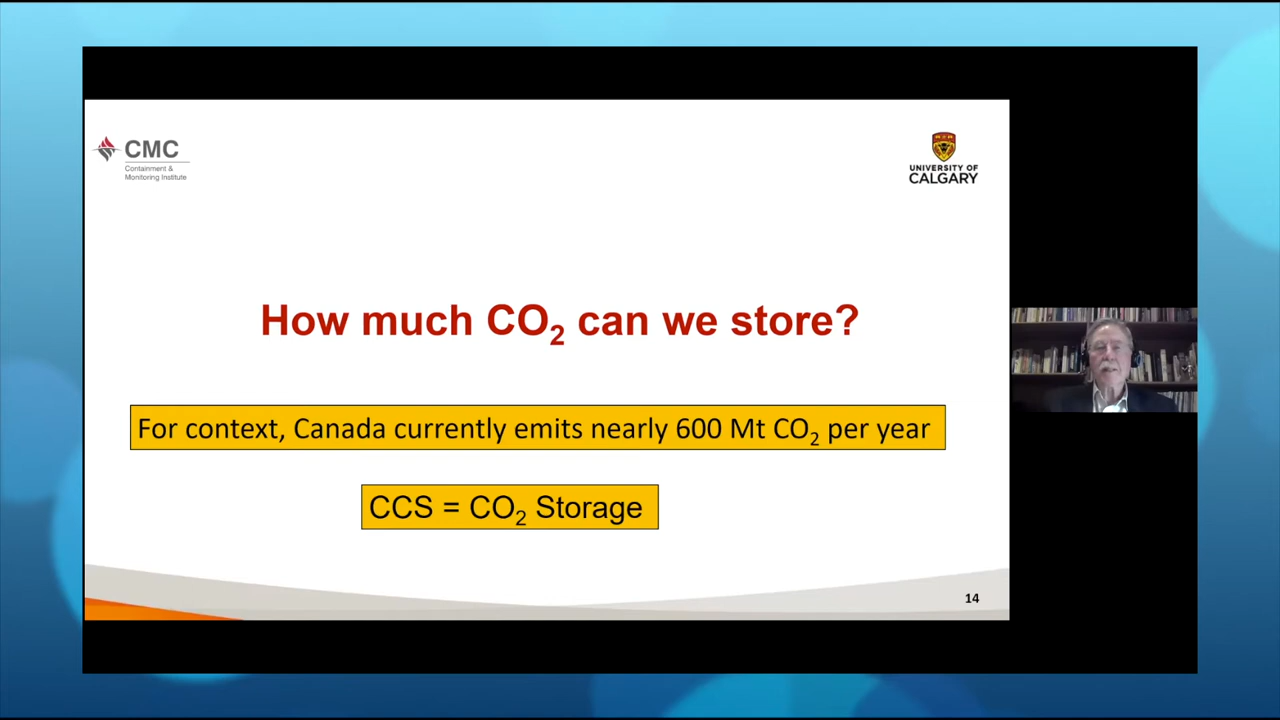 CMC
Containment &
Monitoring Institute
UNIVERSITY OF
CALGARY
How much CO₂ can we store?
For context, Canada currently emits nearly 600 Mt CO₂ per year
CCS = CO₂ Storage
14